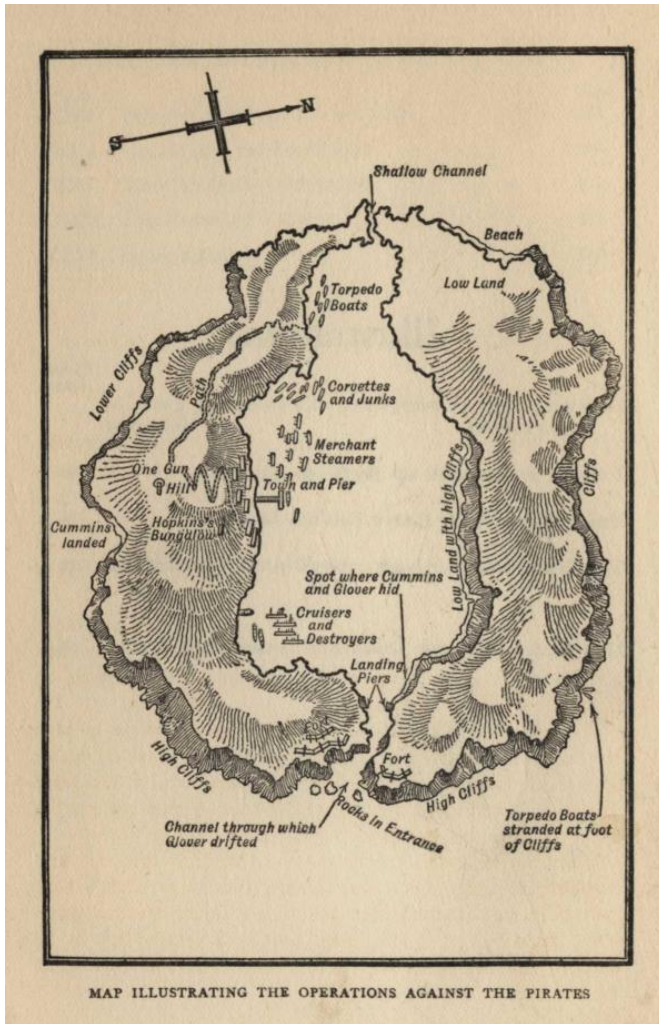 S
N
Shallow Channel
Beach
Low Land
Torpedo
Boats
Lower Cliffs
Path
Corvettes
and Junks
Merchant
Steamers
One Gun
Hill
Town and Pier
Cliffs
Hopkins's
Bungalow
Cummins
landed
Low Land with high Cliffs
Spot where Cummins
and Glover hid
Cruisers
and
Destroyers
Landing
Piers
Fort
Fort
High Cliffs
High Cliffs
Rocks in Entrance
Channel through which
Glover drifted
Torpedo Boats
stranded at foot
of Cliffs
MAP ILLUSTRATING THE OPERATIONS AGAINST THE PIRATES